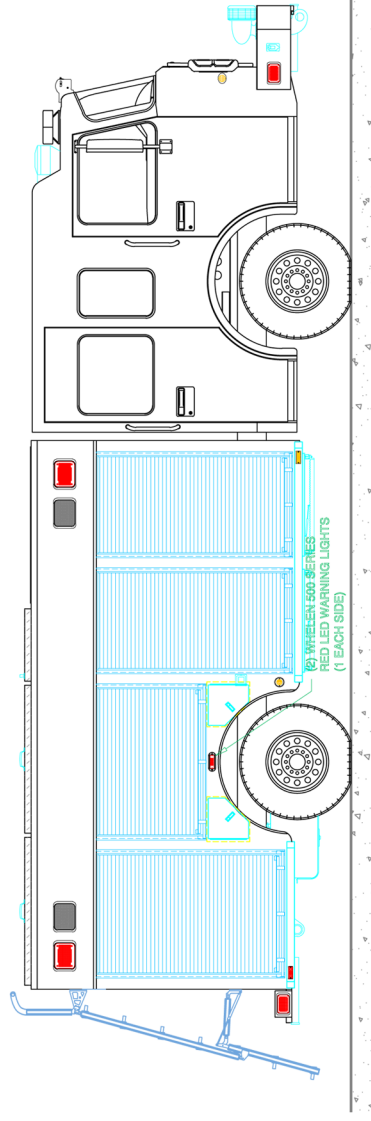 (2) WHELEN 500 SERIES
RED LED WARNING LIGHTS
(1 EACH SIDE)